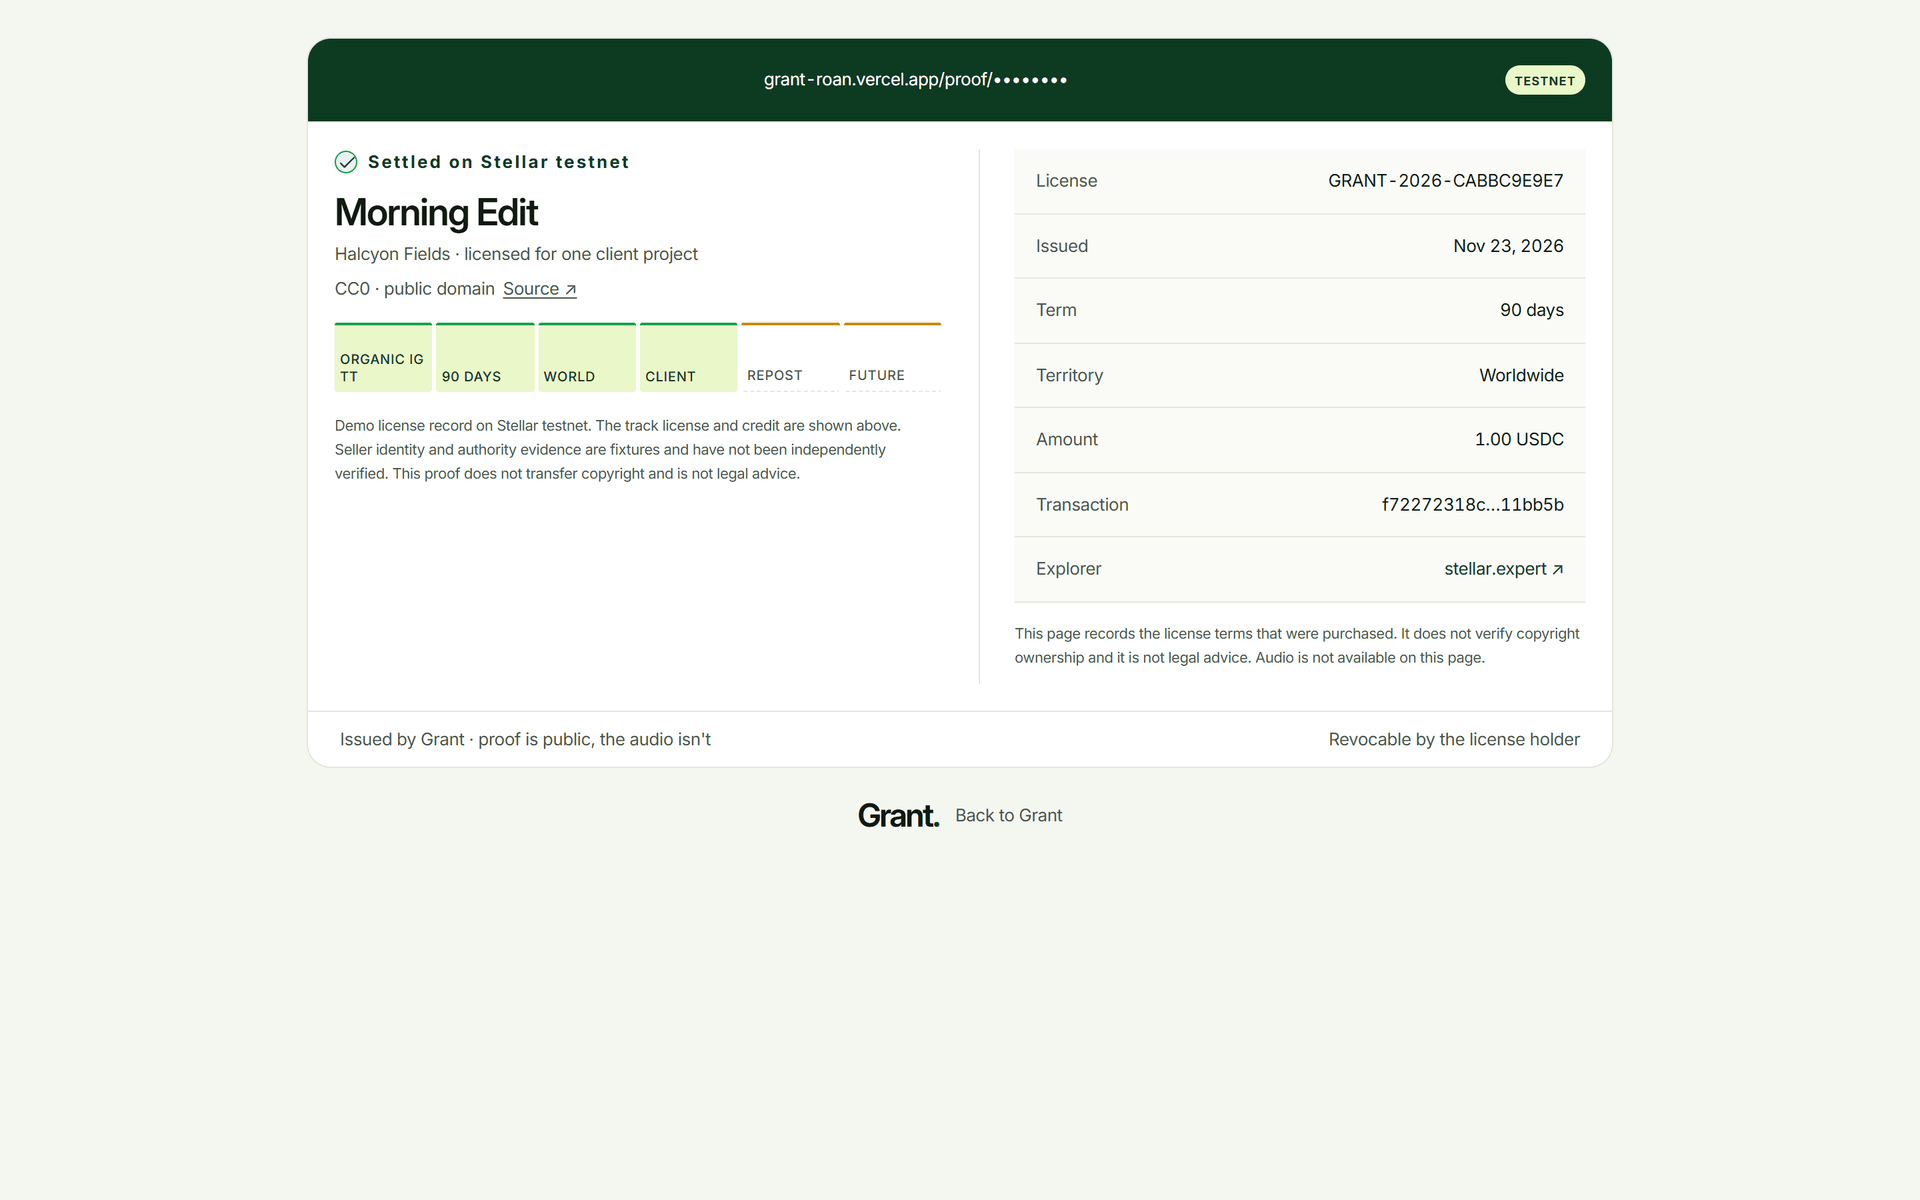 grant-roan.vercel.app/proof/••••••••
TESTNET
Settled on Stellar testnet
Morning Edit
Halcyon Fields · licensed for one client project
CC0 · public domain Source ↗
ORGANIC IG
TT
90 DAYS
WORLD
CLIENT
REPOST
FUTURE
Demo license record on Stellar testnet. The track license and credit are shown above.
Seller identity and authority evidence are fixtures and have not been independently
verified. This proof does not transfer copyright and is not legal advice.
License GRANT-2026-CABBC9E9E7
Issued Nov 23, 2026
Term 90 days
Territory Worldwide
Amount 1.00 USDC
Transaction f72272318c...11bb5b
Explorer stellar.expert ↗
This page records the license terms that were purchased. It does not verify copyright
ownership and it is not legal advice. Audio is not available on this page.
Issued by Grant · proof is public, the audio isn't
Revocable by the license holder
Grant. Back to Grant